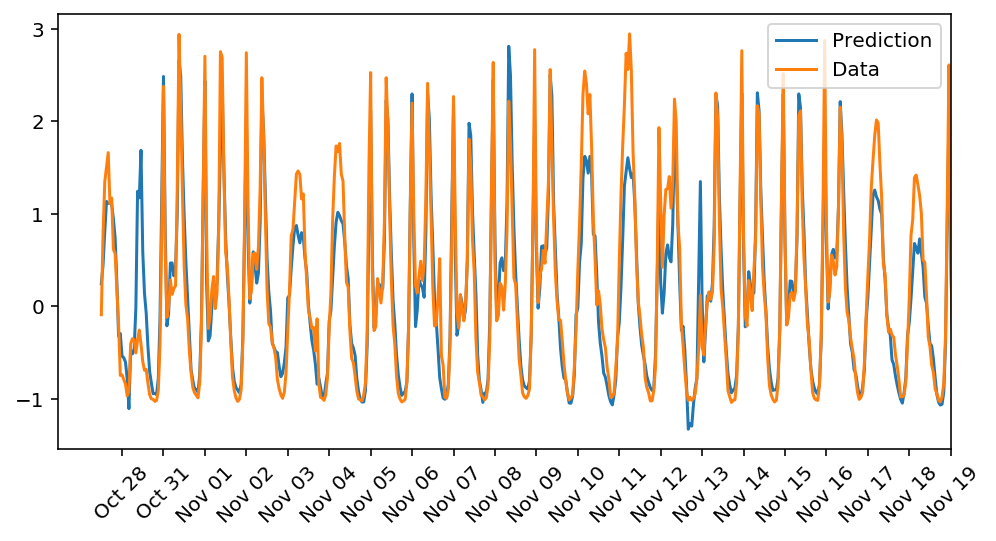 3
2
1
0
−1
Prediction
Data
Oct 28
Oct 31
Nov 01
Nov 02
Nov 03
Nov 04
Nov 05
Nov 06
Nov 07
Nov 08
Nov 09
Nov 10
Nov 11
Nov 12
Nov 13
Nov 14
Nov 15
Nov 16
Nov 17
Nov 18
Nov 19